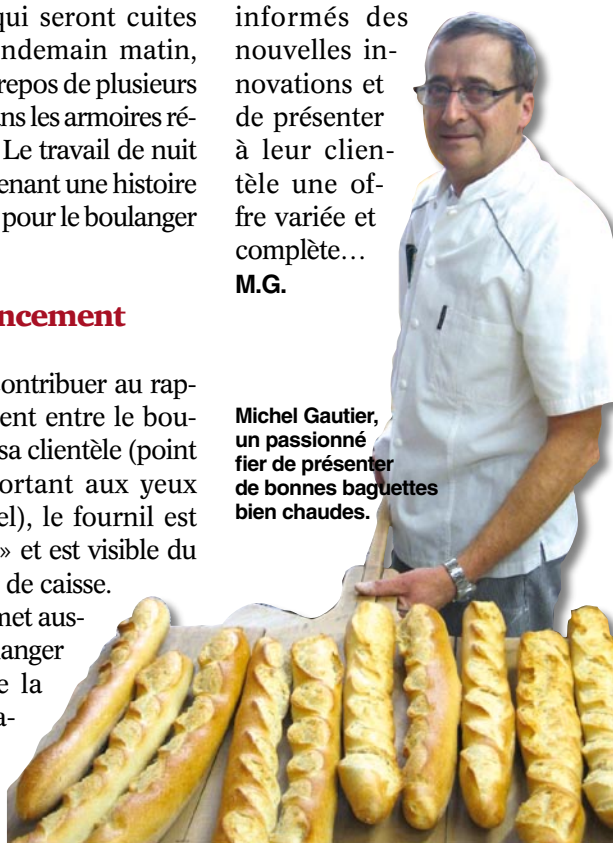 qui seront cuites
ndemain matin,
repos de plusieurs
ns les armoires ré-
Le travail de nuit
enant une histoire
pour le boulanger
ncement
ontribuer au rap-
ent entre le bou-
sa clientèle (point
ortant aux yeux
el), le fournil est
» et est visible du
de caisse.
met aus-
anger
e la
a-
informés des
nouvelles in-
novations et
de présenter
à leur clien-
tèle une of-
fre variée et
complète…
M.G.
Michel Gautier,
un passionné
fier de présenter
de bonnes baguettes
bien chaudes.